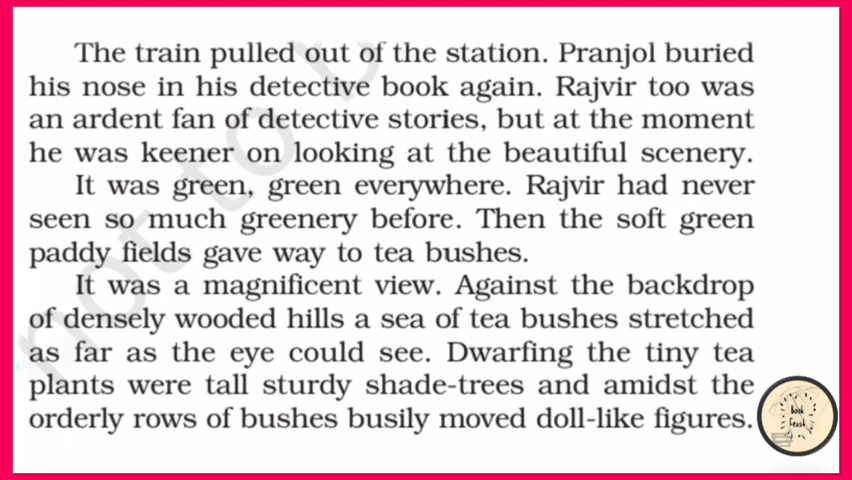 The train pulled out of the station. Pranjol buried
his nose in his detective book again. Rajvir too was
an ardent fan of detective stories, but at the moment
he was keener on looking at the beautiful scenery.
It was green, green everywhere. Rajvir had never
seen so much greenery before. Then the soft green
paddy fields gave way to tea bushes.
It was a magnificent view. Against the backdrop
of densely wooded hills a sea of tea bushes stretched
as far as the eye could see. Dwarfing the tiny tea
plants were tall sturdy shade-trees and amidst the
orderly rows of bushes busily moved doll-like figures.
not to b
Book
Feast